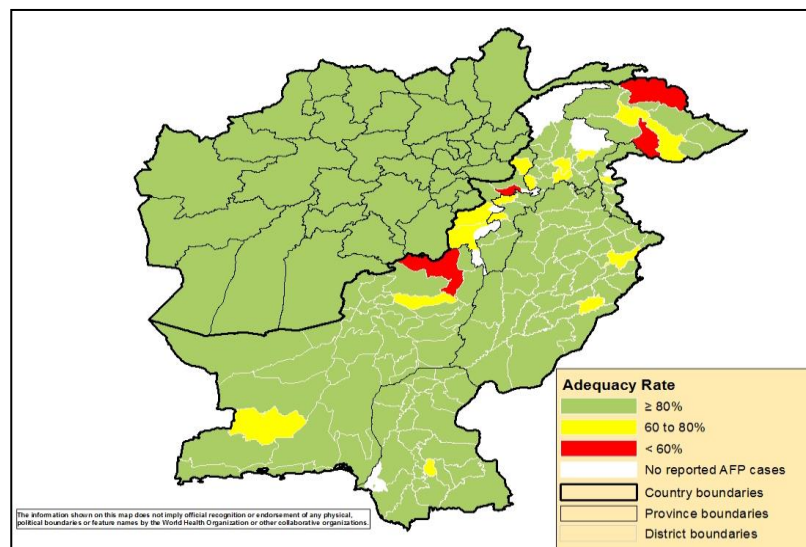 Adequacy Rate
≥ 80%
60 to 80%
< 60%
No reported AFP cases
Country boundaries
Province boundaries
District boundaries
The information shown on this map does not imply official recognition or endorsement of any physical,
political boundaries or feature names by the World Health Organization or other collaborative organizations.